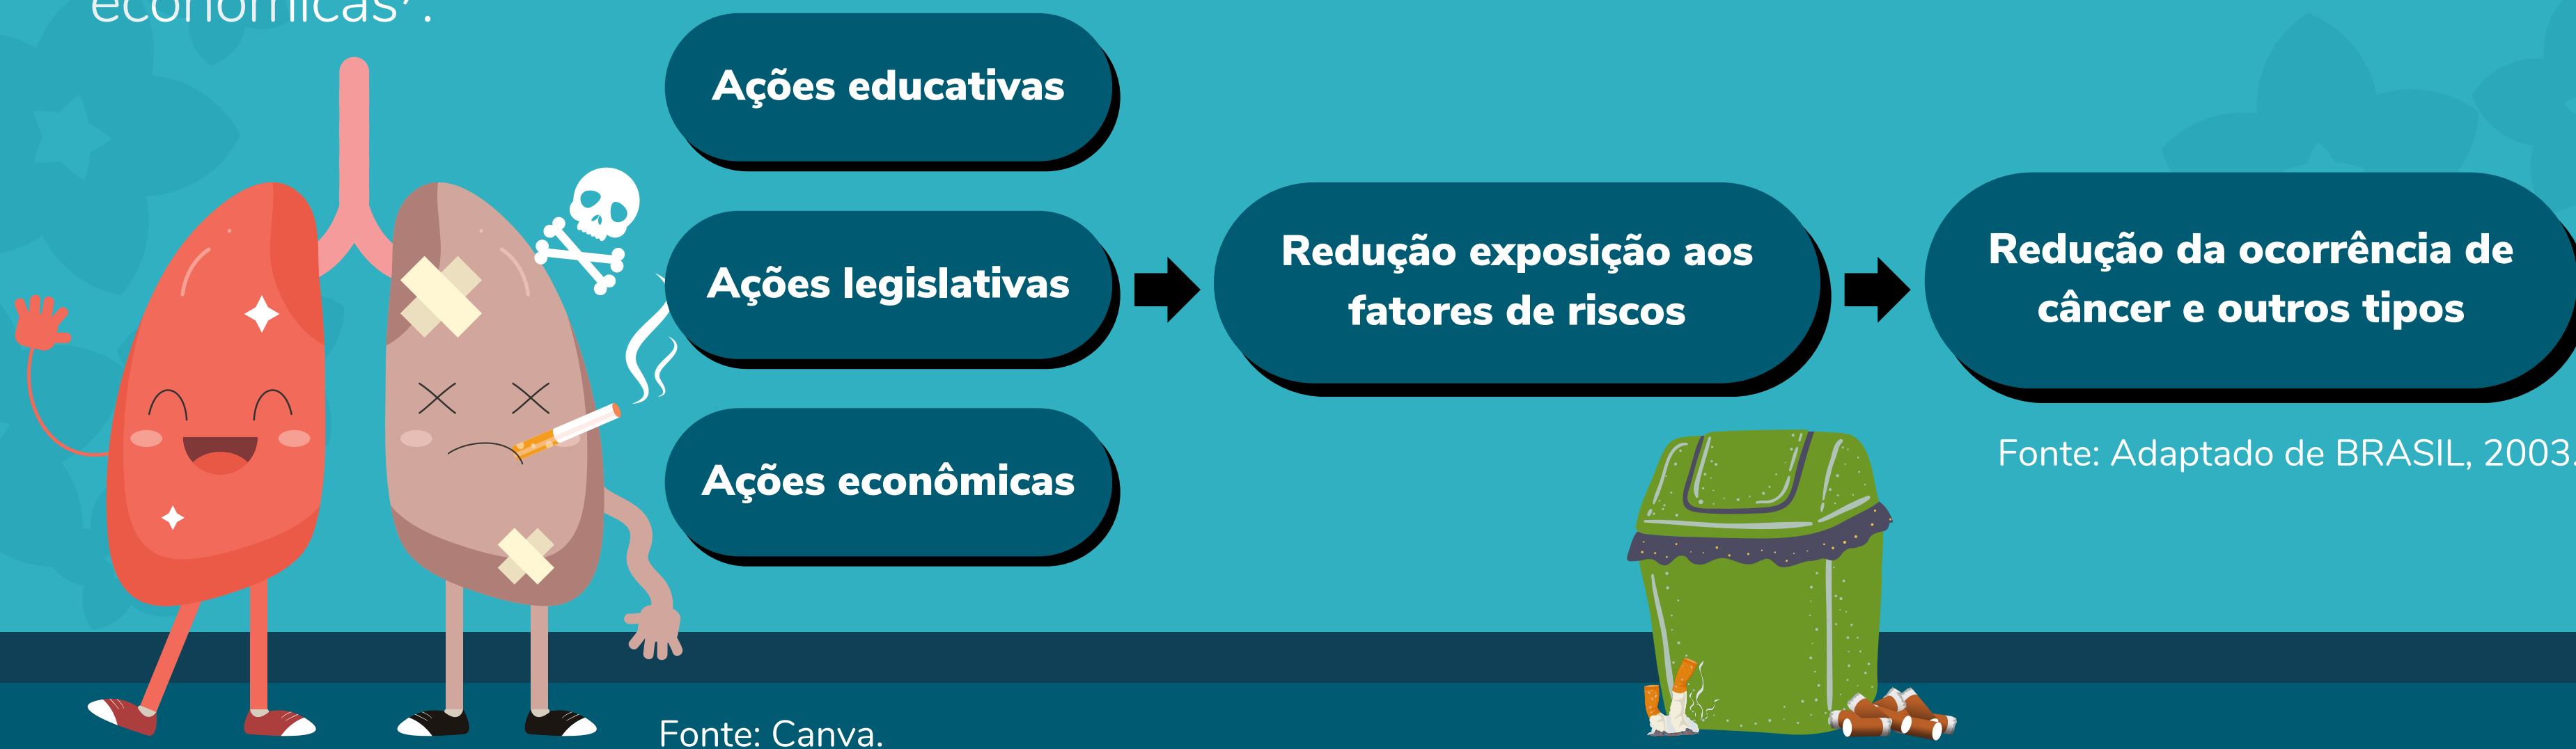 econômicas”.
Ações educativas
Ações legislativas
Ações econômicas
Redução exposição aos
fatores de riscos
Redução da ocorrência de
câncer e outros tipos
Fonte: Adaptado de BRASIL, 2003.
Fonte: Canva.